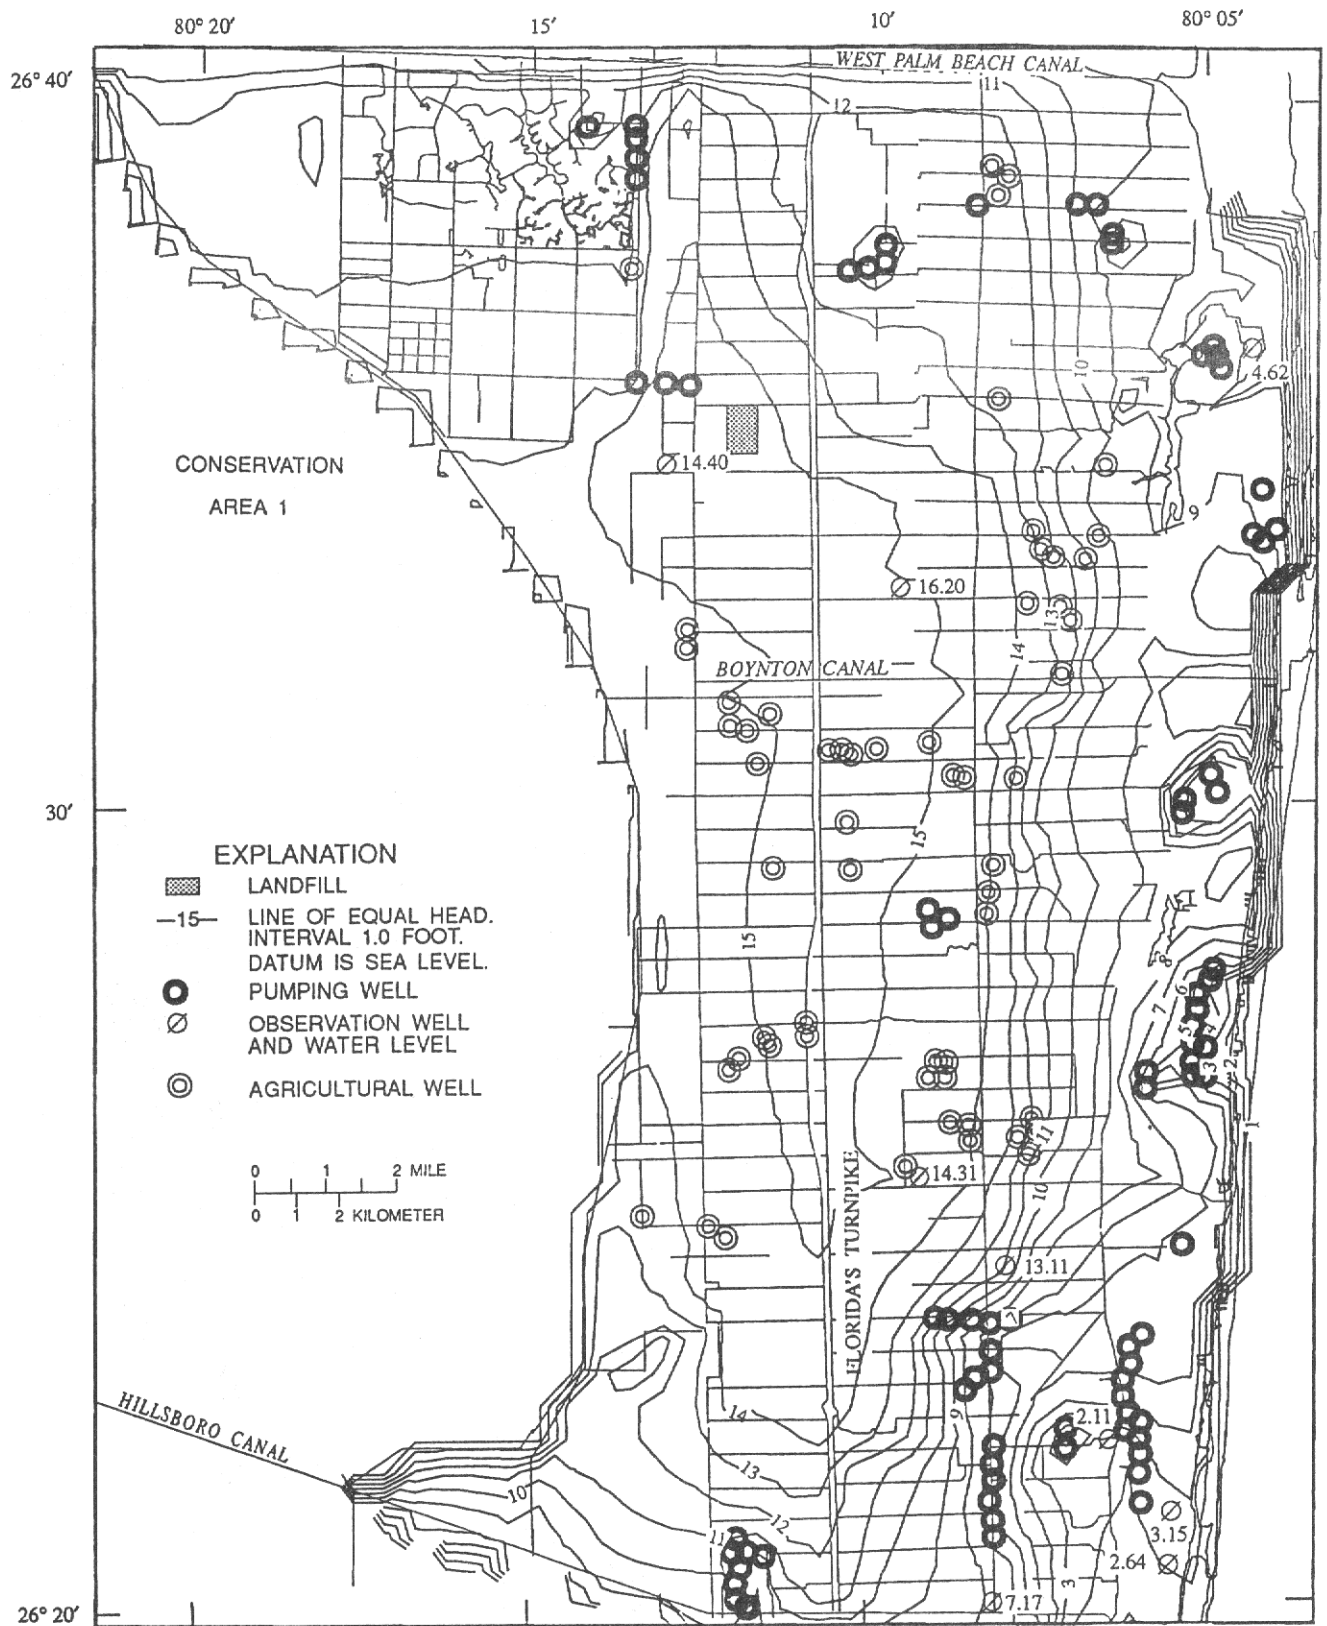 80° 20′ 15′ 10′ 80° 05′
26° 40′
WEST PALM BEACH CANAL
11
12
10
4.62
CONSERVATION
AREA 1
14.40
9
16.20
13
14
BOYNTON CANAL
30′
15
EXPLANATION
LANDFILL
—15— LINE OF EQUAL HEAD.
INTERVAL 1.0 FOOT.
DATUM IS SEA LEVEL.
PUMPING WELL
OBSERVATION WELL
AND WATER LEVEL
AGRICULTURAL WELL
15
8
7
6
5
4
3
2
1
11
10
14.31
0 1 2 MILE
0 1 2 KILOMETER
FLORIDA'S TURNPIKE
13.11
HILLSBORO CANAL
14
9
2.11
13
10
12
11
3.15
2.64
3
7.17
26° 20′